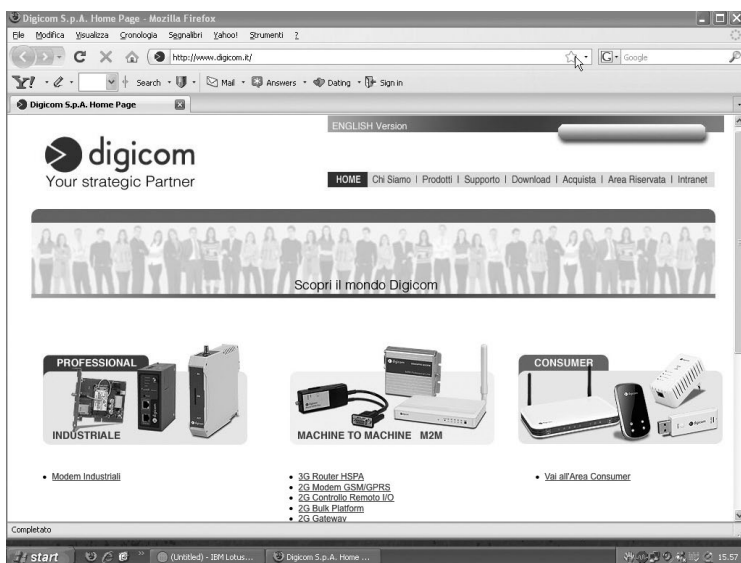 Digicom S.p.A. Home Page - Mozilla Firefox
File Modifica Visualizza Cronologia Segnalibri Yahoo! Strumenti ?
http://www.digicom.it/
G Google
Y! Search Mail Answers Dating Sign in
Digicom S.p.A. Home Page
ENGLISH Version
digicom
Your strategic Partner
HOME Chi Siamo | Prodotti | Supporto | Download | Acquista | Area Riservata | Intranet
Scopri il mondo Digicom
PROFESSIONAL
INDUSTRIALE
MACHINE TO MACHINE M2M
CONSUMER
• Modem Industriali
• 3G Router HSPA
• 2G Modem GSM/GPRS
• 2G Controllo Remoto I/O
• 2G Bulk Platform
• 2G Gateway
• Vai all'Area Consumer
Completato
start (Untitled) - IBM Lotus... Digicom S.p.A. Home ... 15.57